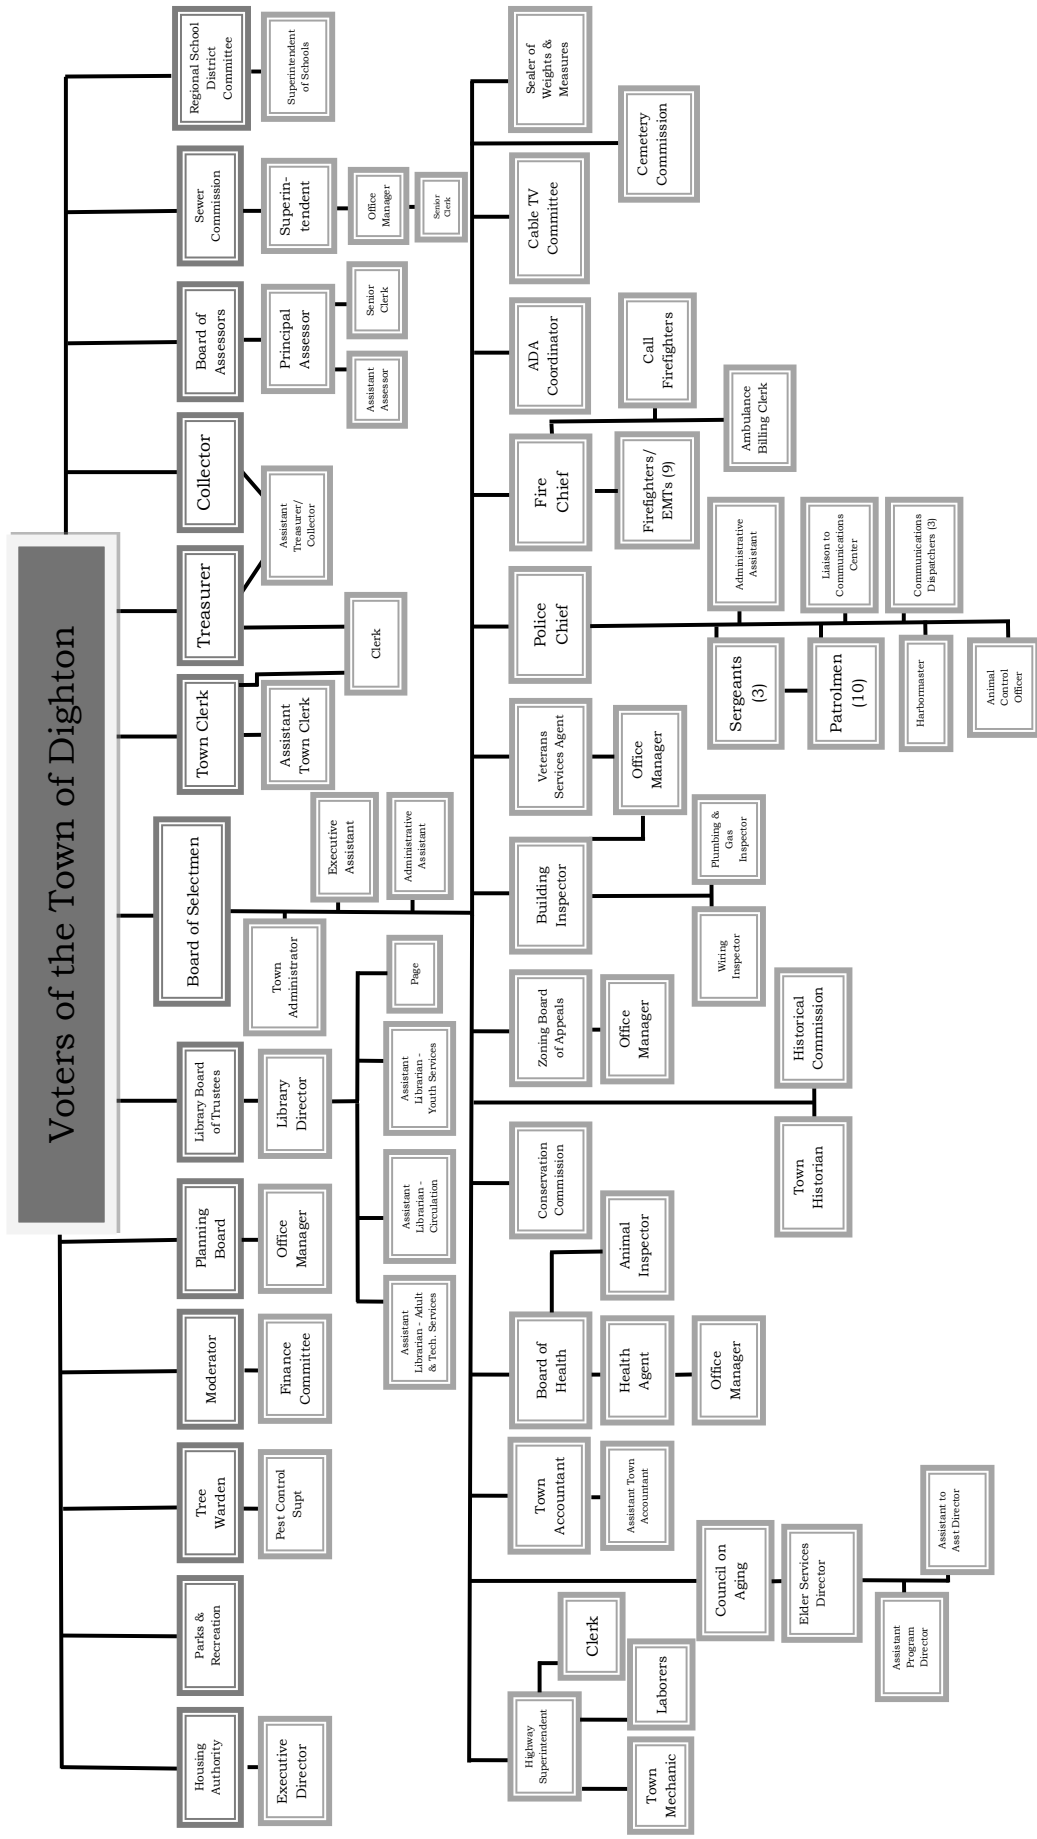 Voters of the Town of Dighton
Housing
Authority
Executive
Director
Parks &
Recreation
Tree
Warden
Pest Control
Supt
Moderator
Finance
Committee
Planning
Board
Office
Manager
Library Board
of Trustees
Library
Director
Assistant
Librarian - Adult
& Tech. Services
Assistant
Librarian -
Circulation
Assistant
Librarian -
Youth Services
Page
Board of Selectmen
Town
Administrator
Executive
Assistant
Administrative
Assistant
Town Clerk
Assistant
Town Clerk
Clerk
Treasurer
Collector
Assistant
Treasurer/
Collector
Board of
Assessors
Principal
Assessor
Assistant
Assessor
Senior
Clerk
Sewer
Commission
Superin-
tendent
Office
Manager
Senior
Clerk
Regional School
District
Committee
Superintendent
of Schools
Highway
Superintendent
Clerk
Town
Mechanic
Laborers
Council on
Aging
Elder Services
Director
Assistant
Program
Director
Assistant to
Asst Director
Town
Accountant
Assistant Town
Accountant
Board of
Health
Health
Agent
Office
Manager
Animal
Inspector
Conservation
Commission
Town
Historian
Historical
Commission
Zoning Board
of Appeals
Office
Manager
Building
Inspector
Wiring
Inspector
Plumbing &
Gas
Inspector
Veterans
Services Agent
Office
Manager
Police
Chief
Sergeants
(3)
Patrolmen
(10)
Harbormaster
Animal
Control
Officer
Administrative
Assistant
Liaison to
Communications
Center
Communications
Dispatchers (3)
Fire
Chief
Firefighters/
EMTs (9)
Call
Firefighters
Ambulance
Billing Clerk
ADA
Coordinator
Cable TV
Committee
Cemetery
Commission
Sealer of
Weights &
Measures